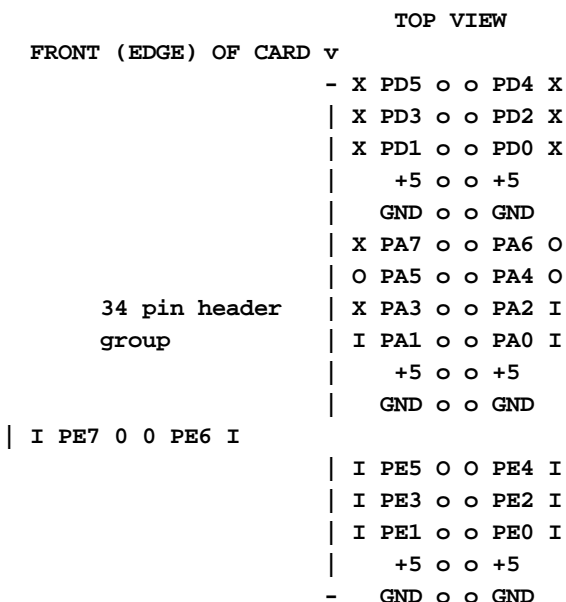 TOP VIEW
FRONT (EDGE) OF CARD v
- X PD5 o o PD4 X
| X PD3 o o PD2 X
| X PD1 o o PD0 X
| +5 o o +5
| GND o o GND
| X PA7 o o PA6 O
| O PA5 o o PA4 O
34 pin header | X PA3 o o PA2 I
group | I PA1 o o PA0 I
| +5 o o +5
| GND o o GND
| I PE7 0 0 PE6 I
| I PE5 O O PE4 I
| I PE3 o o PE2 I
| I PE1 o o PE0 I
| +5 o o +5
- GND o o GND